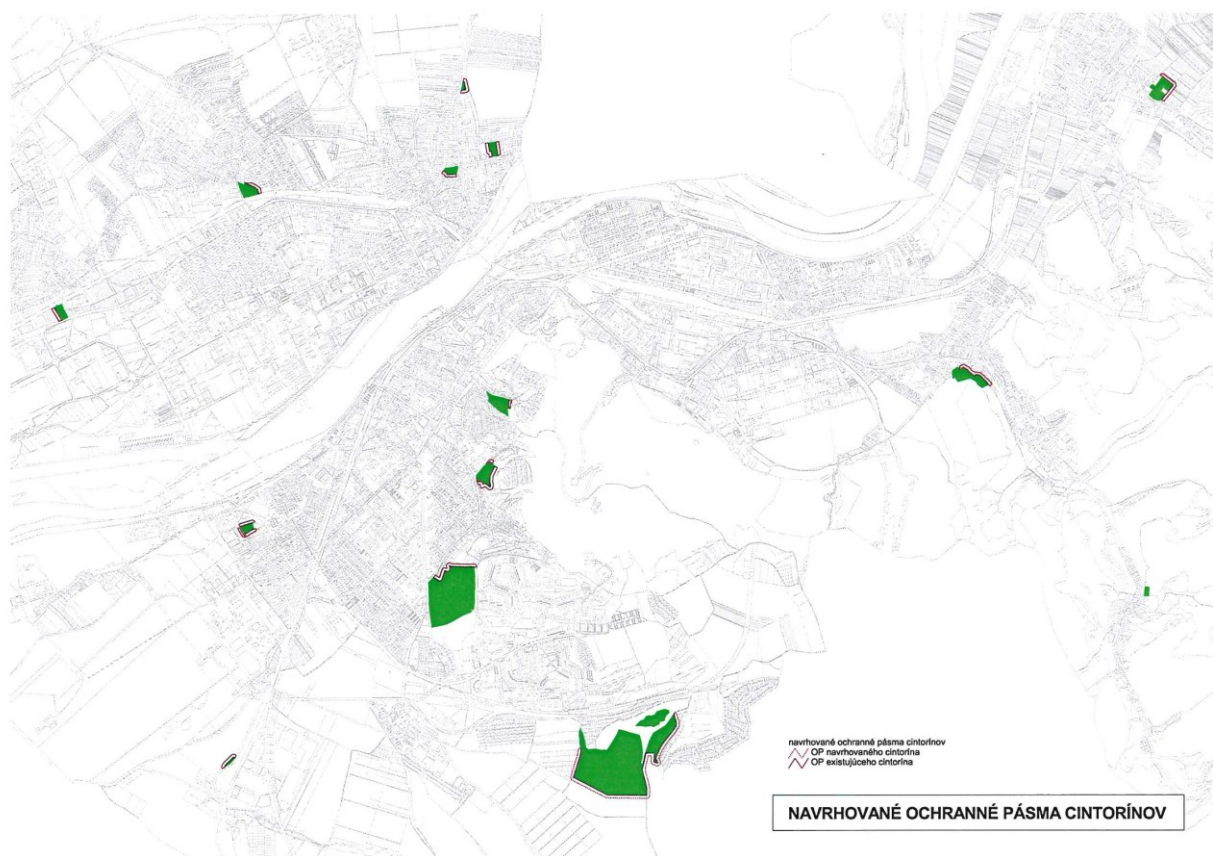 navrhované ochranné pásma cintorínov
OP navrhovaného cintorína
OP existujúceho cintorína
NAVRHOVANÉ OCHRANNÉ PÁSMA CINTORÍNOV